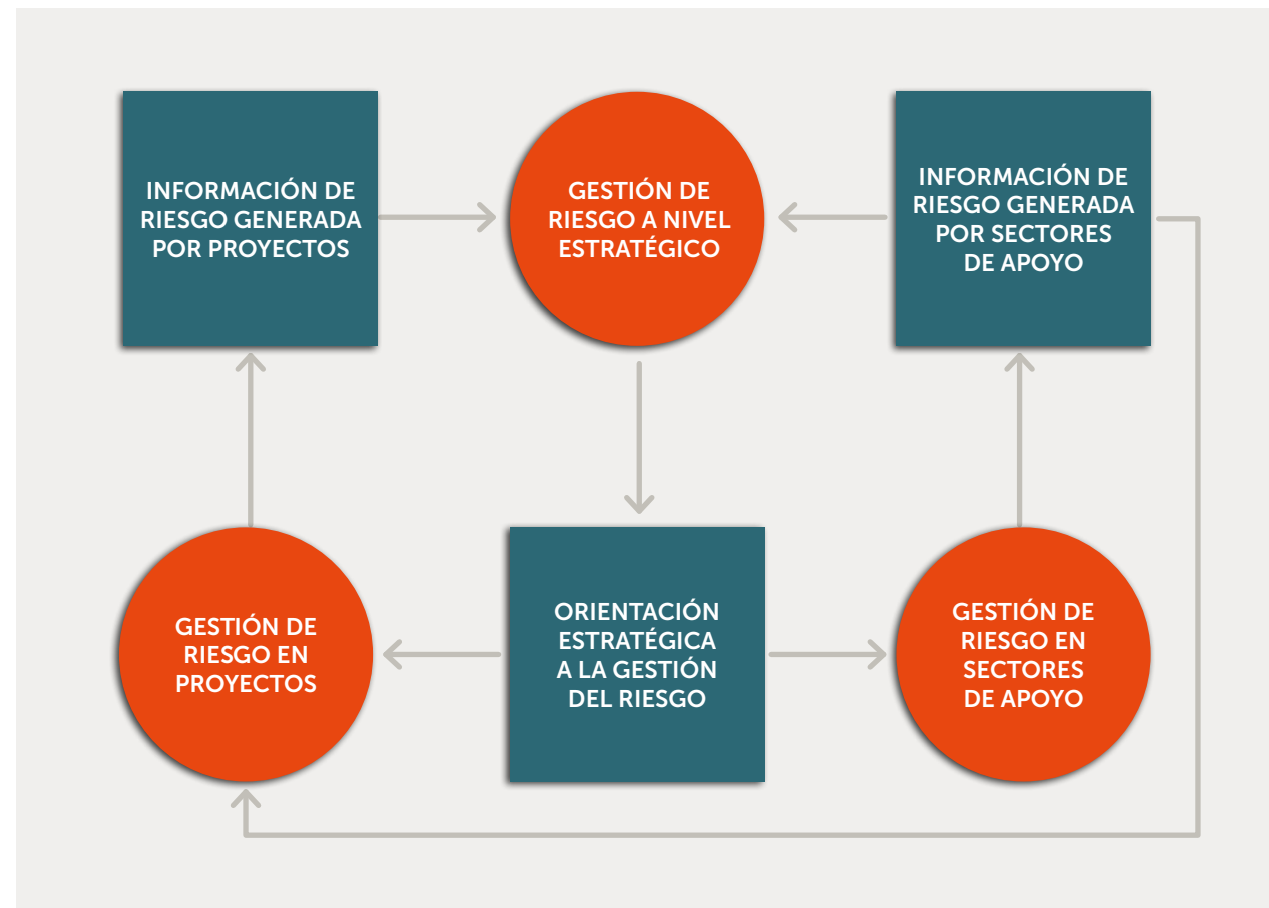 INFORMACIÓN DE
RIESGO GENERADA
POR PROYECTOS
GESTIÓN DE
RIESGO A NIVEL
ESTRATÉGICO
INFORMACIÓN DE
RIESGO GENERADA
POR SECTORES
DE APOYO
GESTIÓN DE
RIESGO EN
PROYECTOS
ORIENTACIÓN
ESTRATÉGICA
A LA GESTIÓN
DEL RIESGO
GESTIÓN DE
RIESGO EN
SECTORES
DE APOYO